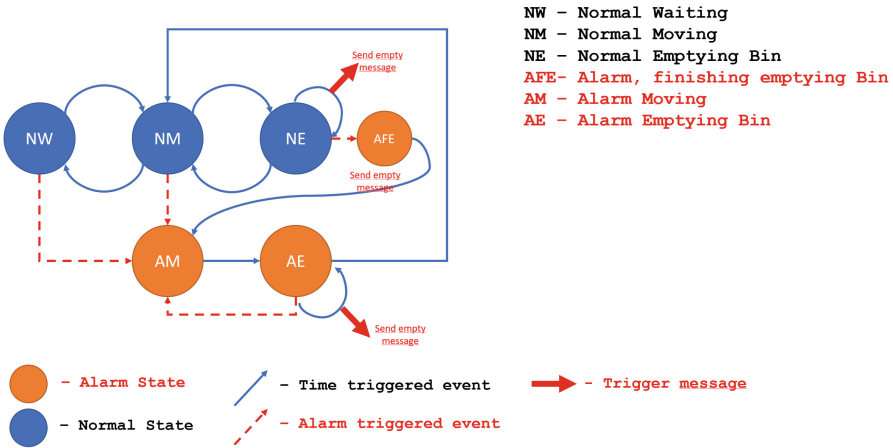 NW – Normal Waiting
NM – Normal Moving
NE – Normal Emptying Bin
AFE– Alarm, finishing emptying Bin
AM – Alarm Moving
AE – Alarm Emptying Bin
Send empty
message
NW
NM
NE
AFE
Send empty
message
AM
AE
Send empty
message
– Alarm State
– Time triggered event
– Trigger message
– Normal State
– Alarm triggered event